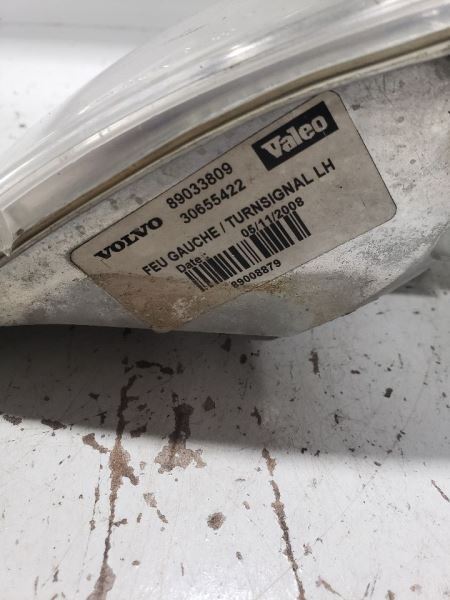 VOLVO
89033809
30655422
Valeo
FEU GAUCHE / TURNSIGNAL LH
Date : 05/11/2008
89008879